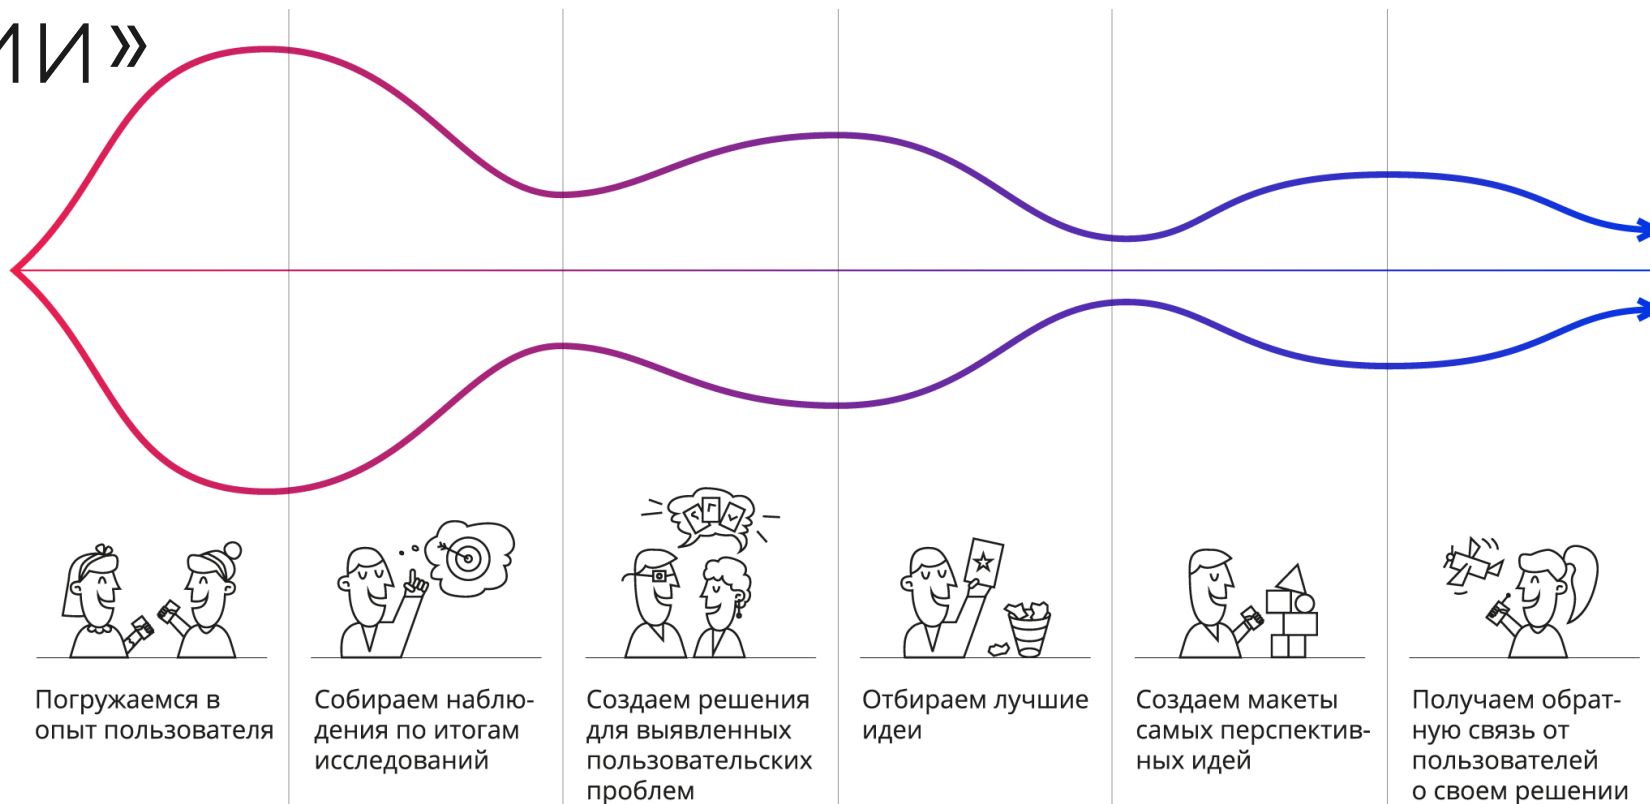 ИИ»
Погружаемся в
опыт пользователя
Собираем наблю-
дения по итогам
исследований
Создаем решения
для выявленных
пользовательских
проблем
Отбираем лучшие
идеи
Создаем макеты
самых перспектив-
ных идей
Получаем обрат-
ную связь от
пользователей
о своем решении